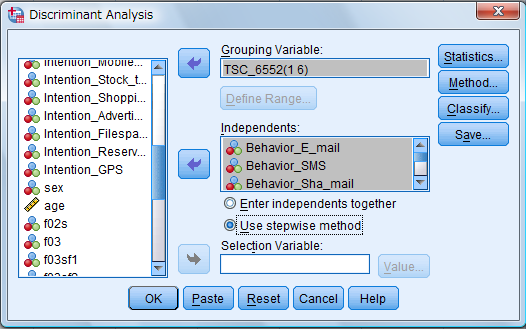 Discriminant Analysis
Intention_Mobile...
Intention_Stock_t...
Intention_Shoppi...
Intention_Adverti...
Intention_Filespa...
Intention_Reserv...
Intention_GPS
sex
age
f02s
f03
f03sf1
f03sf2
Grouping Variable:
TSC_6552(1 6)
Define Range...
Independents:
Behavior_E_mail
Behavior_SMS
Behavior_Sha_mail
Enter independents together
Use stepwise method
Selection Variable:
Value...
Statistics...
Method...
Classify...
Save...
OK
Paste
Reset
Cancel
Help